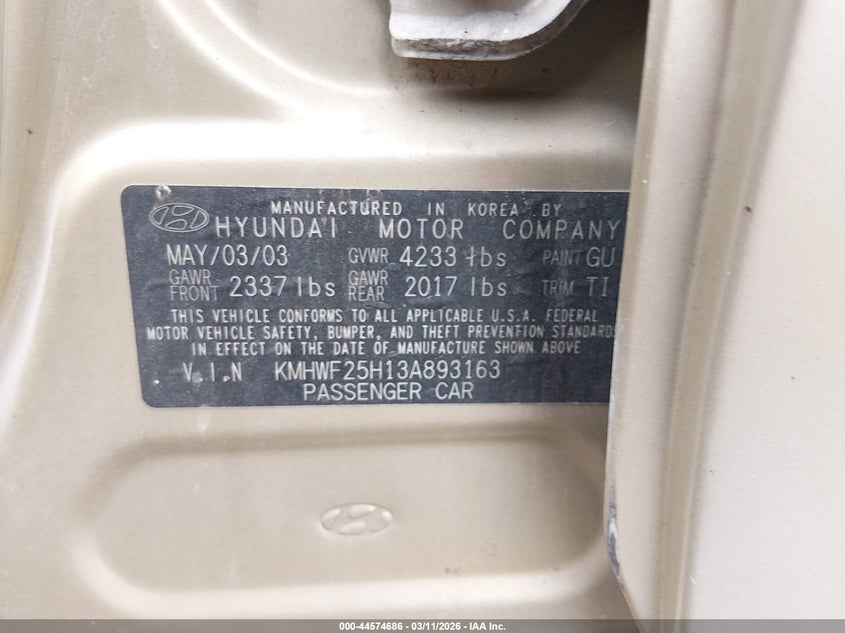 MANUFACTURED IN KOREA BY
HYUNDAI MOTOR COMPANY
MAY/03/03 GVWR 4233 lbs PAINT GU
GAWR FRONT 2337 lbs GAWR REAR 2017 lbs TRIM TI
THIS VEHICLE CONFORMS TO ALL APPLICABLE U.S.A. FEDERAL
MOTOR VEHICLE SAFETY, BUMPER, AND THEFT PREVENTION STANDARDS
IN EFFECT ON THE DATE OF MANUFACTURE SHOWN ABOVE
V.I.N KMHWF25H13A893163
PASSENGER CAR
000-44574686 - 03/11/2026 - IAA Inc.